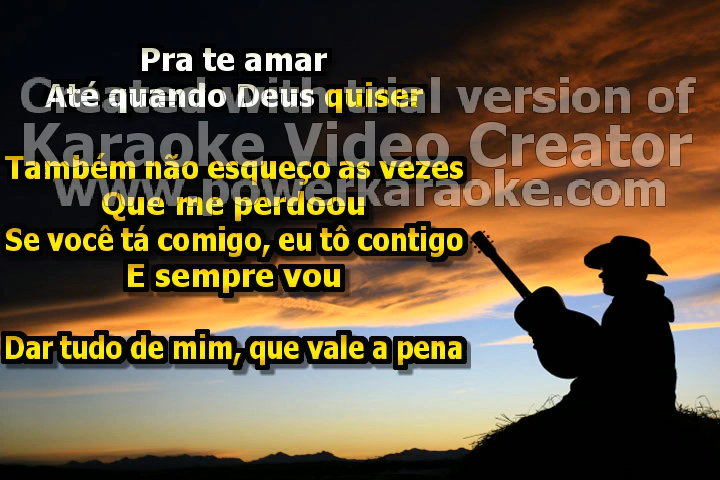 Pra te amar
Até quando Deus quiser
Created with trial version of
Karaoke Video Creator
www.powerkaraoke.com
Também não esqueço as vezes
Que me perdoou
Se você tá comigo, eu tô contigo
E sempre vou
Dar tudo de mim, que vale a pena